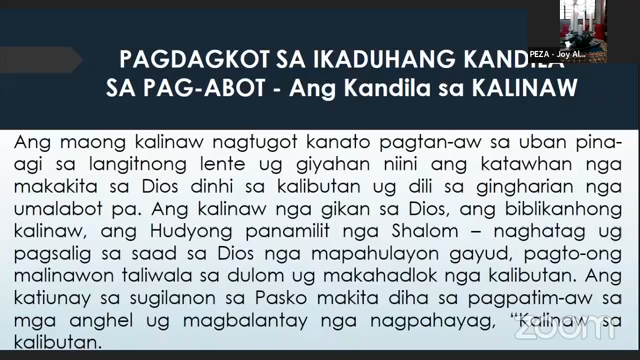 PEZA - Joy Al...
PAGDAGKOT SA IKADUHANG KANDILA
SA PAG-ABOT - Ang Kandila sa KALINAW
Ang maong kalinaw nagtugot kanato pagtan-aw sa uban pina-
agi sa langitnong lente ug giyahan niini ang katawhan nga
makakita sa Dios dinhi sa kalibutan ug dili sa gingharian nga
umalabot pa. Ang kalinaw nga gikan sa Dios, ang biblikanhong
kalinaw, ang Hudyong panamilit nga Shalom – naghatag ug
pagsalig sa saad sa Dios nga mapahulayon gayud, pagto-ong
malinawon taliwala sa dulom ug makahadlok nga kalibutan. Ang
katiunay sa sugilanon sa Pasko makita diha sa pagpatim-aw sa
mga anghel ug magbalantay nga nagpahayag, “Kalinaw sa
kalibutan.
zoom